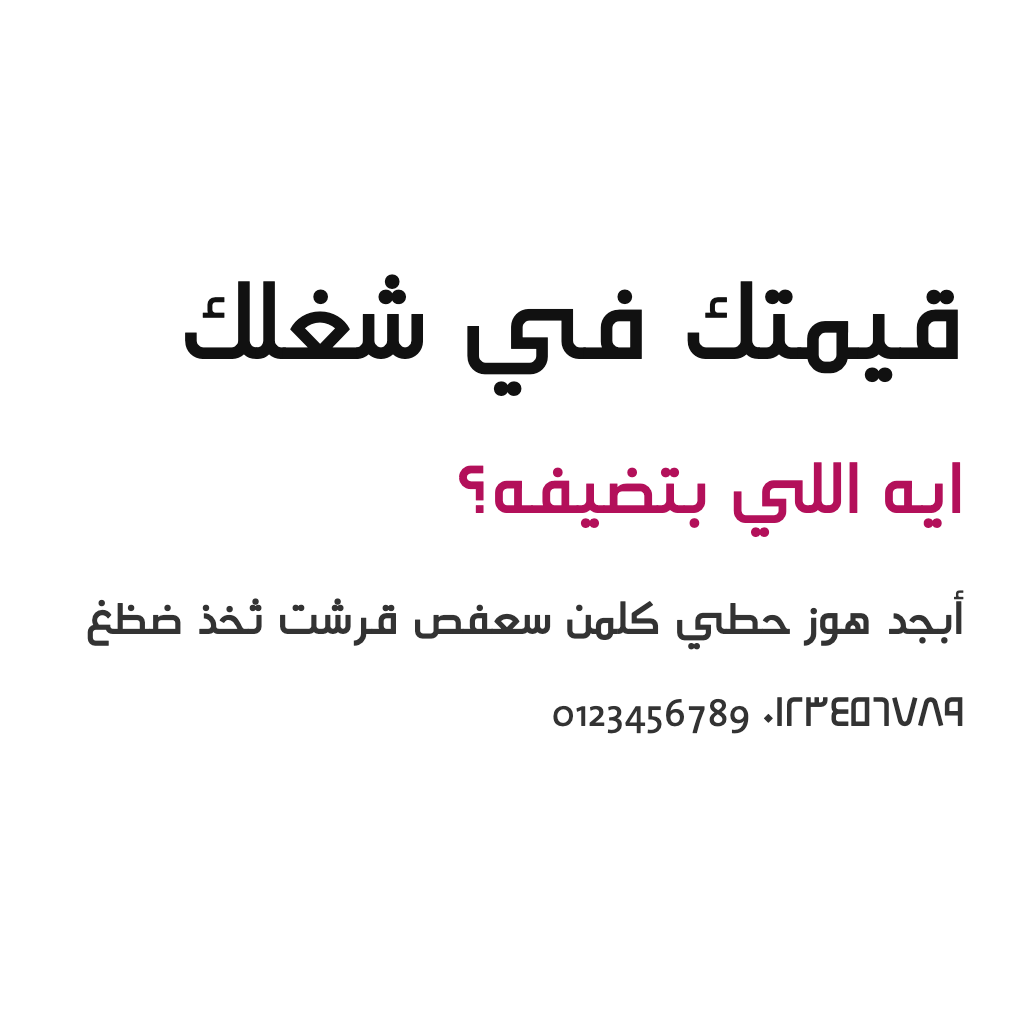 قيمتك في شغلك
ايه اللي بتضيفه؟
أبجد هوز حطي كلمن سعفص قرشت ثخذ ضظغ
٠١٢٣٤٥٦٧٨٩ 0123456789